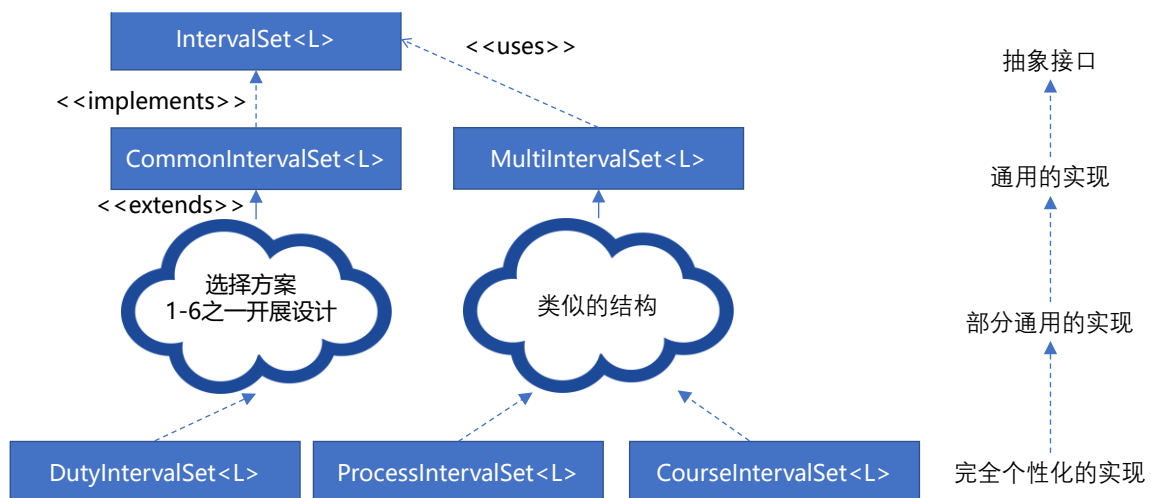 IntervalSet<L>
<<uses>>
抽象接口
<<implements>>
CommonIntervalSet<L>
MultiIntervalSet<L>
通用的实现
<<extends>>
选择方案
1-6之一开展设计
类似的结构
部分通用的实现
DutyIntervalSet<L>
ProcessIntervalSet<L>
CourseIntervalSet<L>
完全个性化的实现